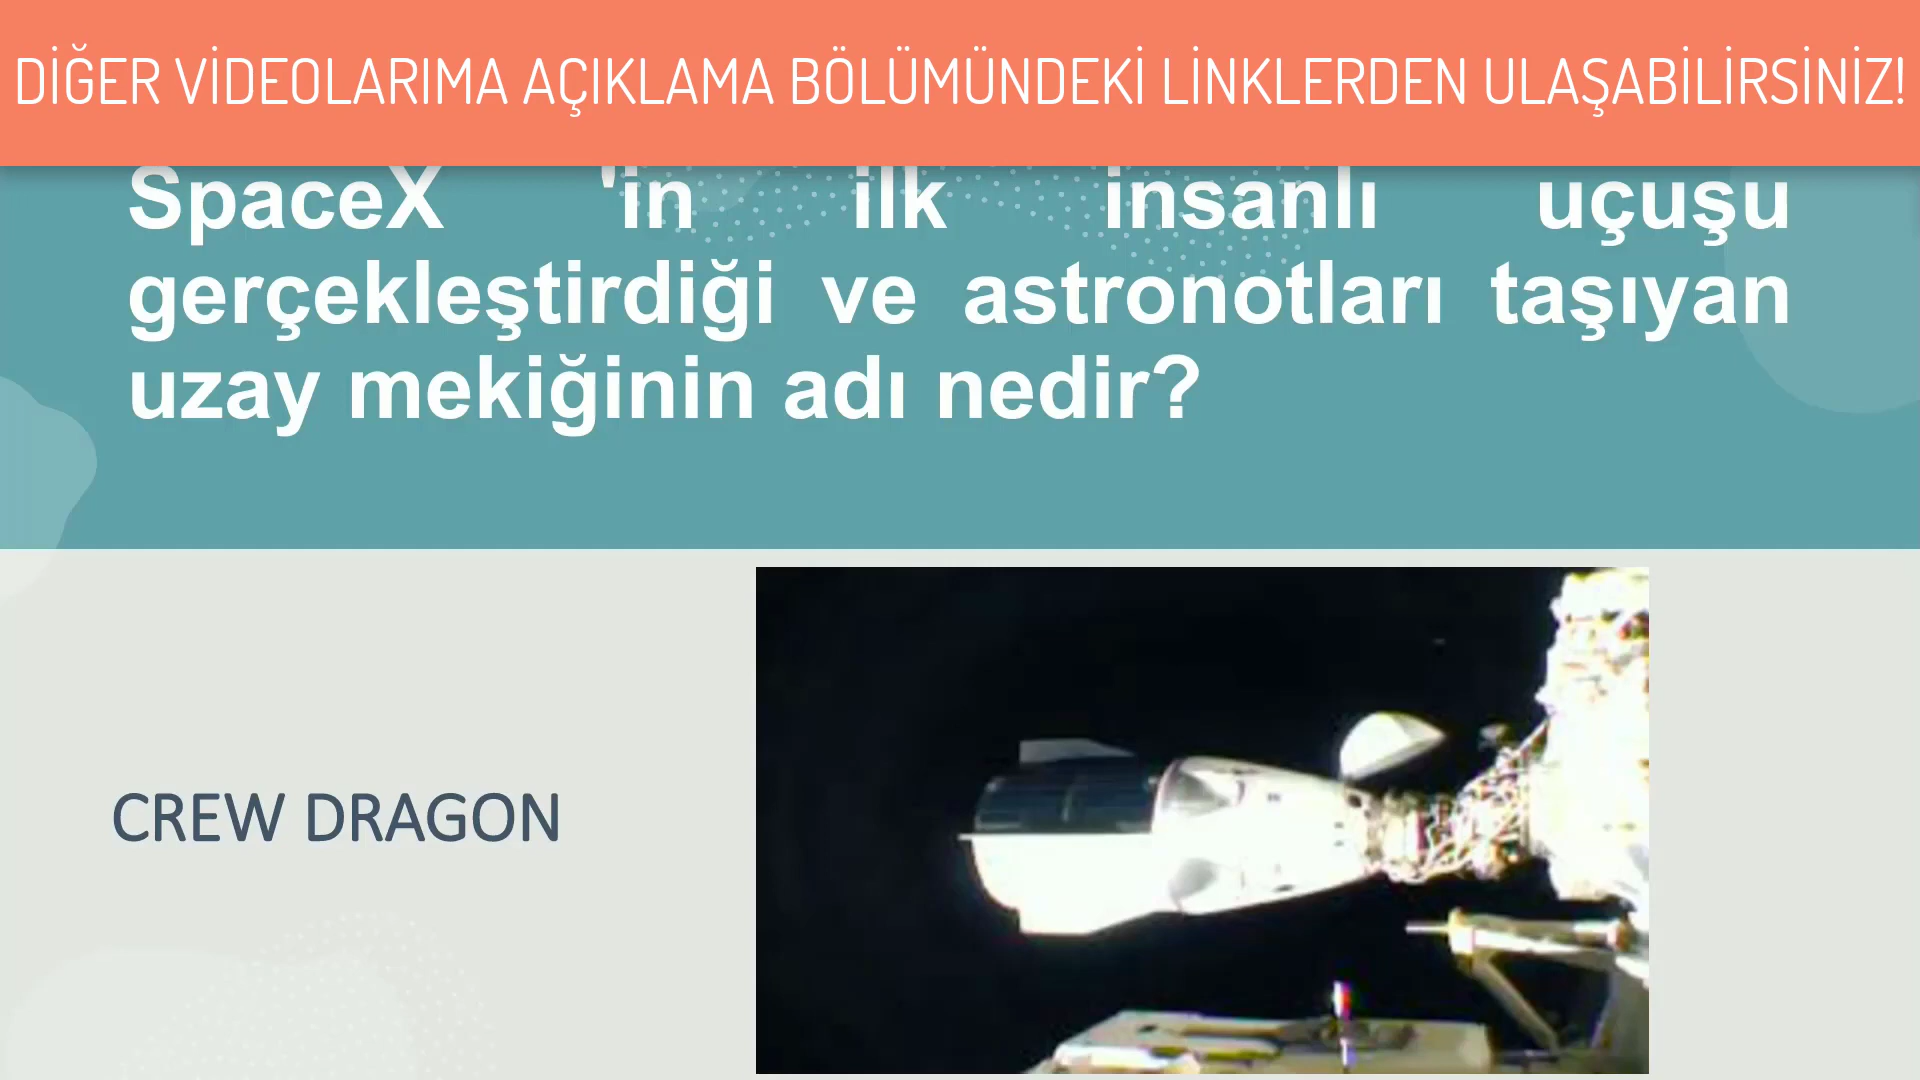 DİĞER VİDEOLARIMA AÇIKLAMA BÖLÜMÜNDEKİ LİNKLERDEN ULAŞABİLİRSİNİZ!
SpaceX 'in ilk insanlı uçuşu
gerçekleştirdiği ve astronotları taşıyan
uzay mekiğinin adı nedir?
CREW DRAGON